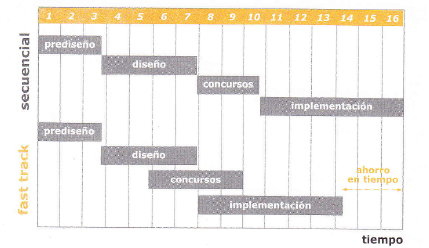 1 2 3 4 5 6 7 8 9 10 11 12 13 14 15 16
secuencial
prediseño
diseño
concursos
implementación
fast track
prediseño
diseño
concursos
implementación
ahorro
en tiempo
tiempo